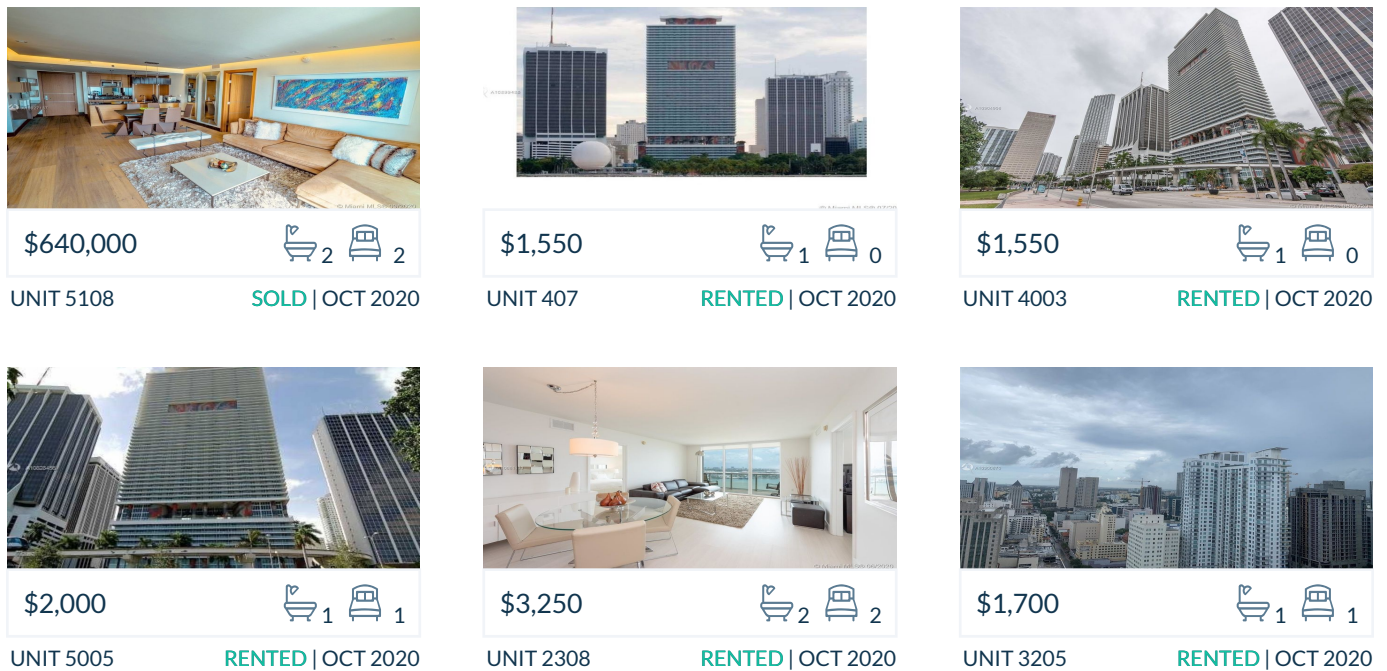 $640,000 2 2
UNIT 5108 SOLD | OCT 2020
$1,550 1 0
UNIT 407 RENTED | OCT 2020
$1,550 1 0
UNIT 4003 RENTED | OCT 2020
$2,000 1 1
UNIT 5005 RENTED | OCT 2020
$3,250 2 2
UNIT 2308 RENTED | OCT 2020
$1,700 1 1
UNIT 3205 RENTED | OCT 2020